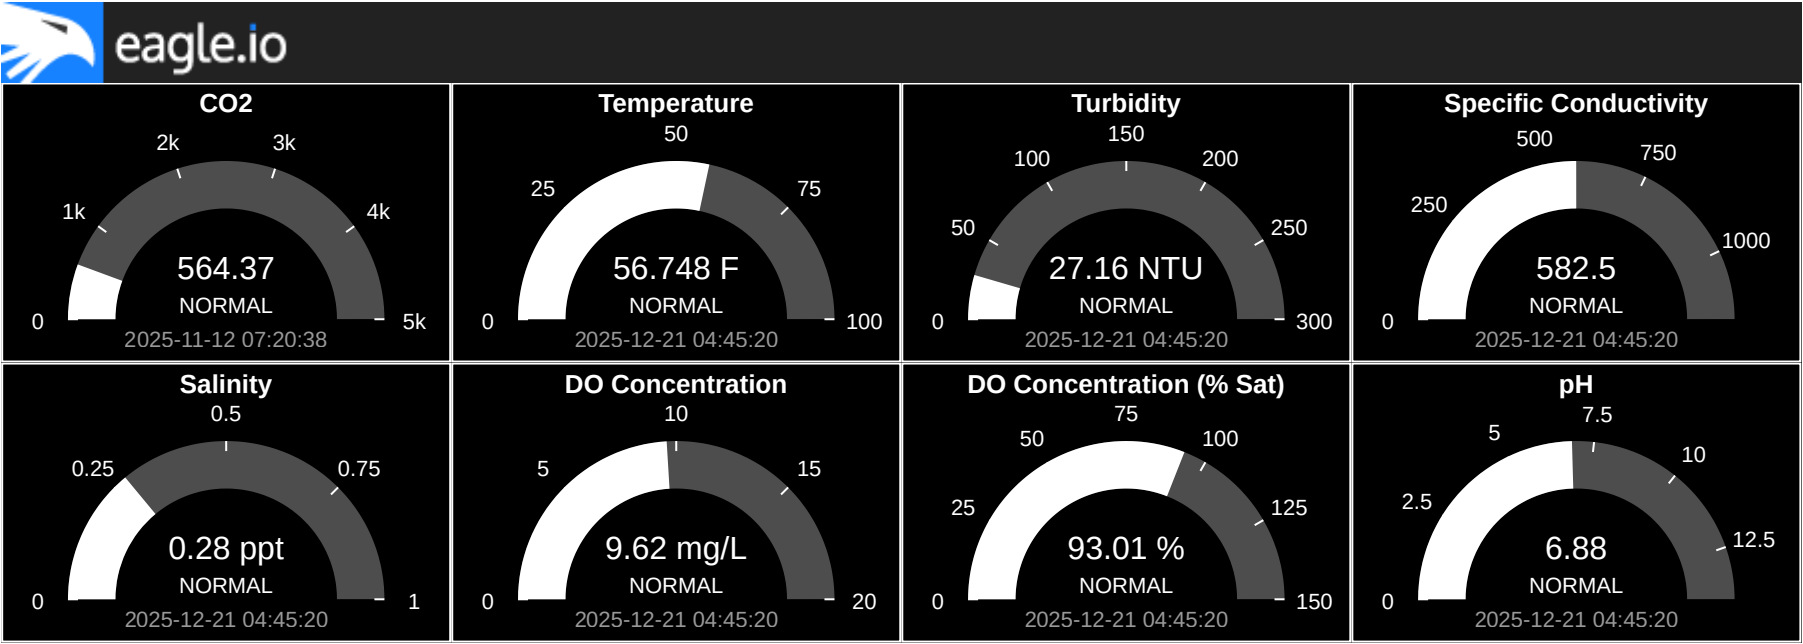 eagle.io
CO2
2k
3k
1k
4k
564.37
NORMAL
0
5k
2025-11-12 07:20:38
Temperature
50
25
75
56.748 F
NORMAL
0
100
2025-12-21 04:45:20
Turbidity
150
100
200
50
250
27.16 NTU
NORMAL
0
300
2025-12-21 04:45:20
Specific Conductivity
500
750
250
1000
582.5
NORMAL
0
2025-12-21 04:45:20
Salinity
0.5
0.25
0.75
0.28 ppt
NORMAL
0
1
2025-12-21 04:45:20
DO Concentration
10
5
15
9.62 mg/L
NORMAL
0
20
2025-12-21 04:45:20
DO Concentration (% Sat)
75
50
100
25
125
93.01 %
NORMAL
0
150
2025-12-21 04:45:20
pH
7.5
5
10
2.5
12.5
6.88
NORMAL
0
2025-12-21 04:45:20